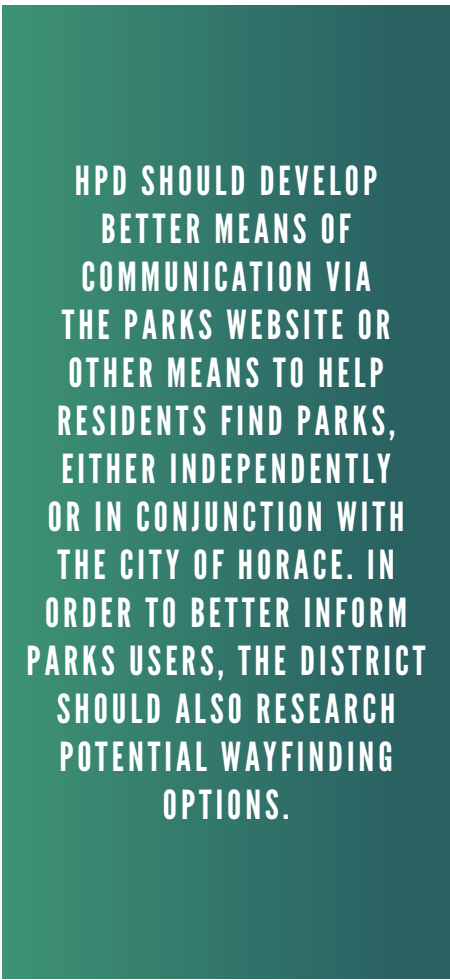 HPD SHOULD DEVELOP
BETTER MEANS OF
COMMUNICATION VIA
THE PARKS WEBSITE OR
OTHER MEANS TO HELP
RESIDENTS FIND PARKS,
EITHER INDEPENDENTLY
OR IN CONJUNCTION WITH
THE CITY OF HORACE. IN
ORDER TO BETTER INFORM
PARKS USERS, THE DISTRICT
SHOULD ALSO RESEARCH
POTENTIAL WAYFINDING
OPTIONS.